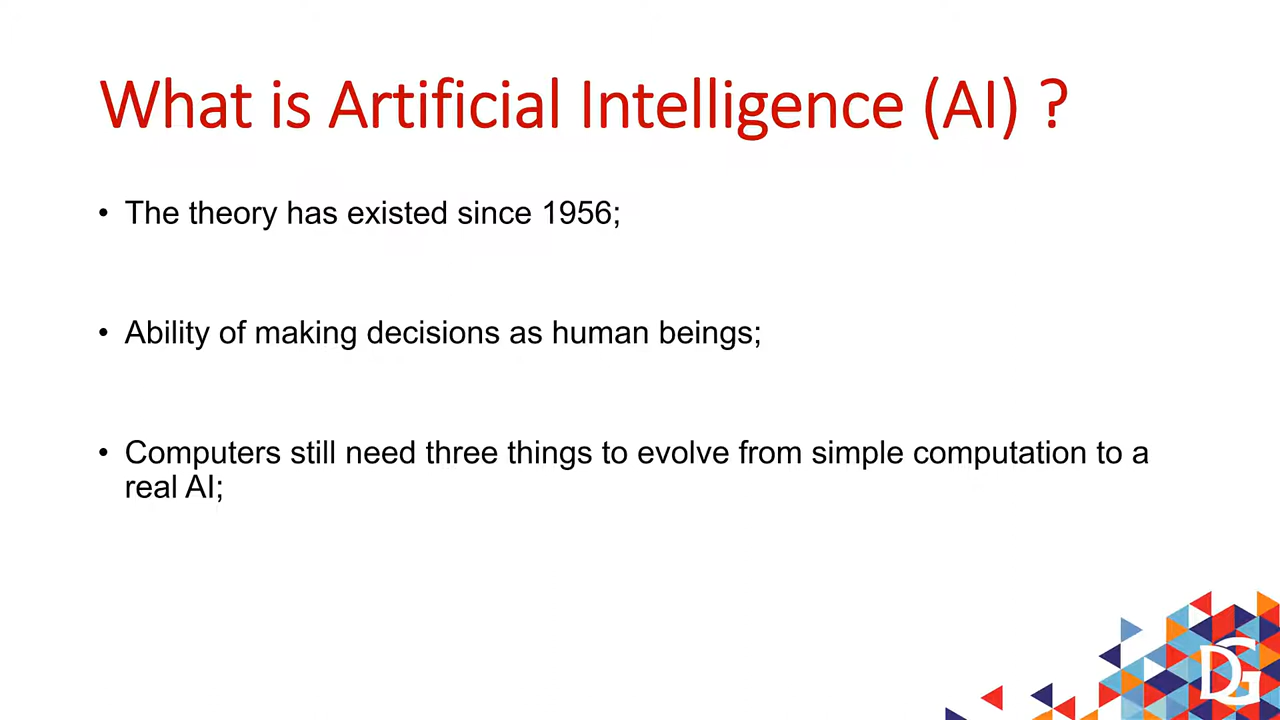 What is Artificial Intelligence (AI) ?
• The theory has existed since 1956;
• Ability of making decisions as human beings;
• Computers still need three things to evolve from simple computation to a
real AI;
DG